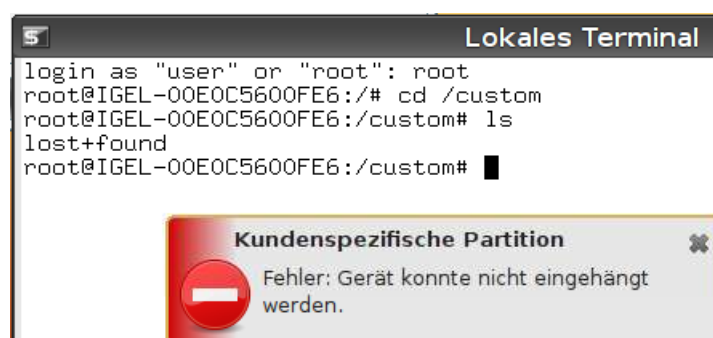 Lokales Terminal
login as "user" or "root": root
root@IGEL-00E0C5600FE6:/# cd /custom
root@IGEL-00E0C5600FE6:/custom# ls
lost+found
root@IGEL-00E0C5600FE6:/custom#
Kundenspezifische Partition
Fehler: Gerät konnte nicht eingehängt
werden.